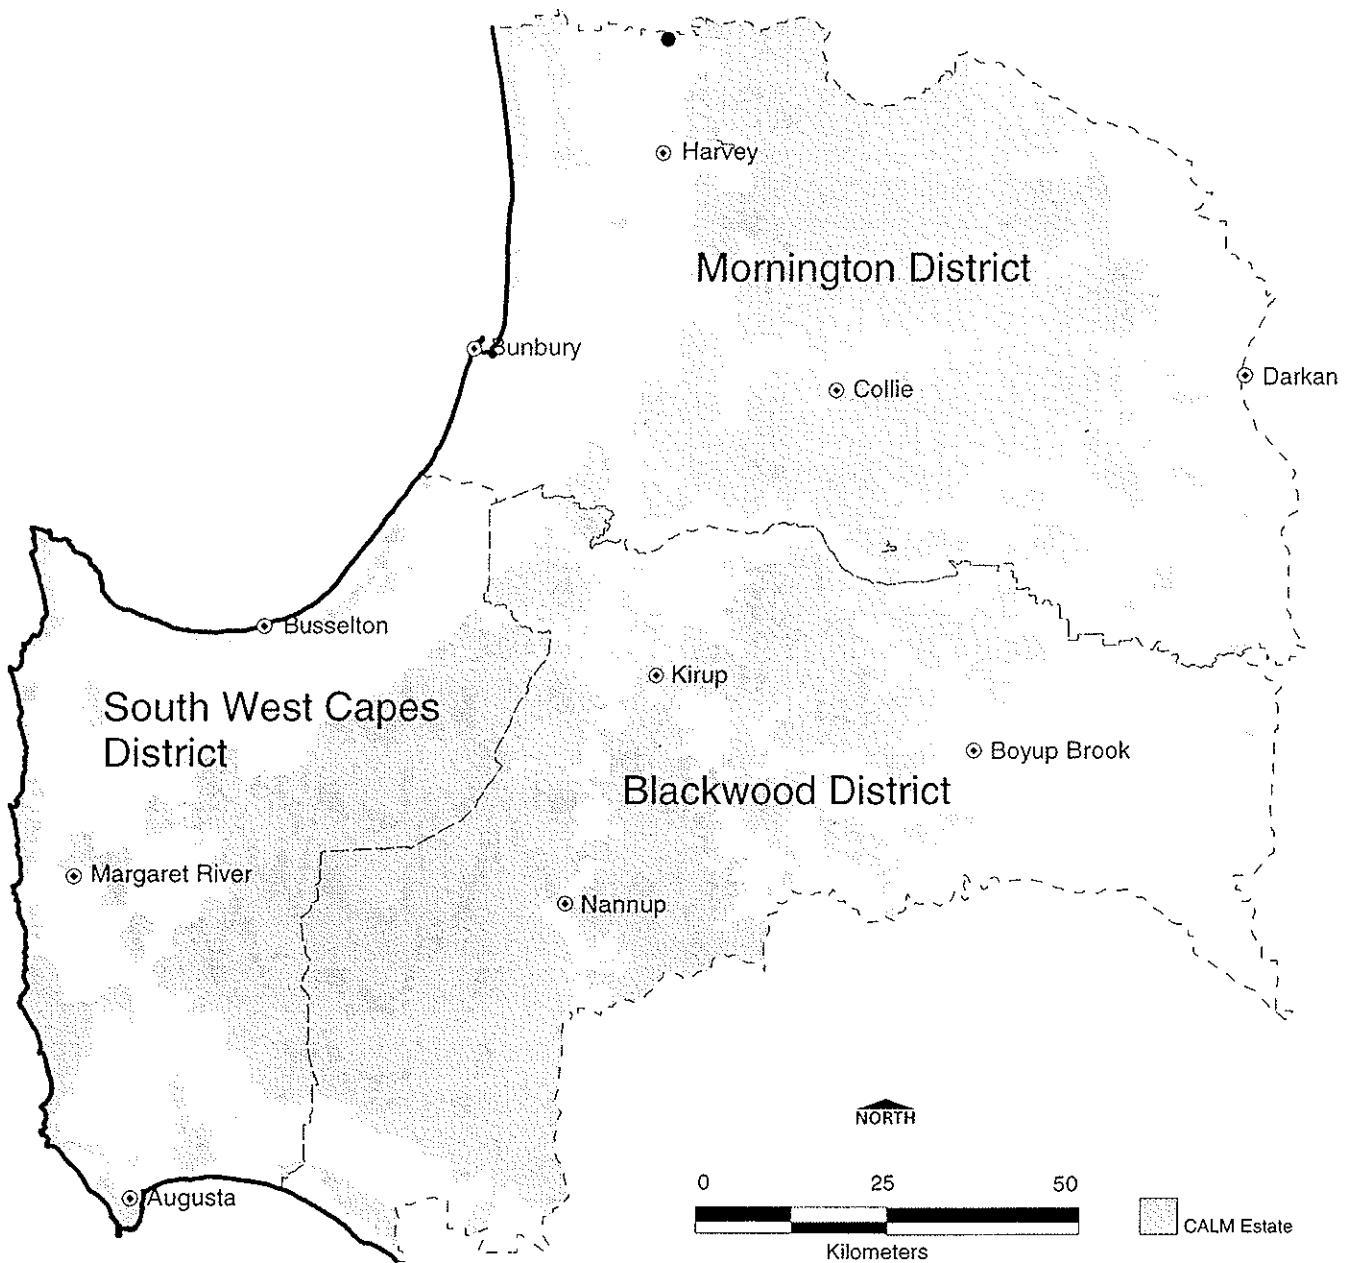 Harvey
Mornington District
Bunbury
Collie
Darkan
Busselton
Kirup
South West Capes
District
Boyup Brook
Blackwood District
Margaret River
Nannup
NORTH
Augusta
0 25 50
Kilometers
CALM Estate